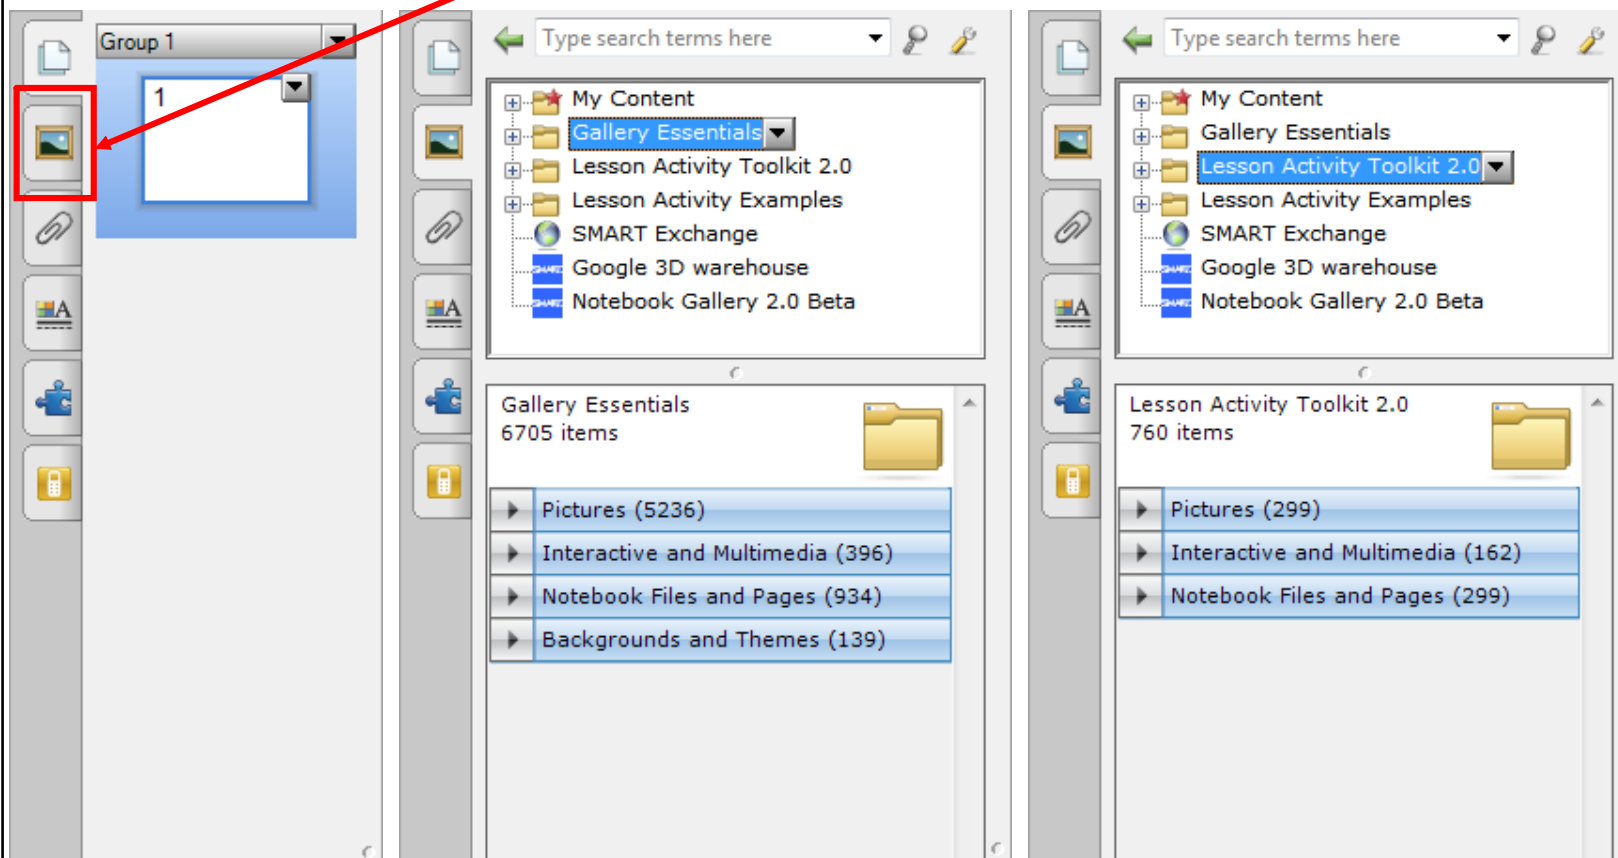 Group 1
1
Type search terms here
My Content
Gallery Essentials
Lesson Activity Toolkit 2.0
Lesson Activity Examples
SMART Exchange
SMART Google 3D warehouse
SMART Notebook Gallery 2.0 Beta
Gallery Essentials
6705 items
Pictures (5236)
Interactive and Multimedia (396)
Notebook Files and Pages (934)
Backgrounds and Themes (139)
Type search terms here
My Content
Gallery Essentials
Lesson Activity Toolkit 2.0
Lesson Activity Examples
SMART Exchange
SMART Google 3D warehouse
SMART Notebook Gallery 2.0 Beta
Lesson Activity Toolkit 2.0
760 items
Pictures (299)
Interactive and Multimedia (162)
Notebook Files and Pages (299)
A
A
A